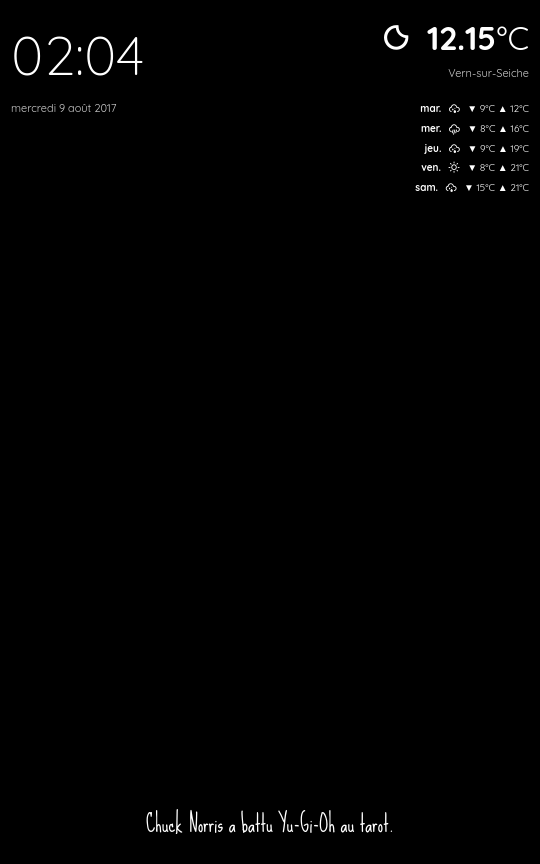 02:04
mercredi 9 août 2017
12.15°C
Vern-sur-Seiche
mar. ▼ 9°C ▲ 12°C
mer. ▼ 8°C ▲ 16°C
jeu. ▼ 9°C ▲ 19°C
ven. ▼ 8°C ▲ 21°C
sam. ▼ 15°C ▲ 21°C
Chuck Norris a battu Yu-Gi-Oh au tarot.